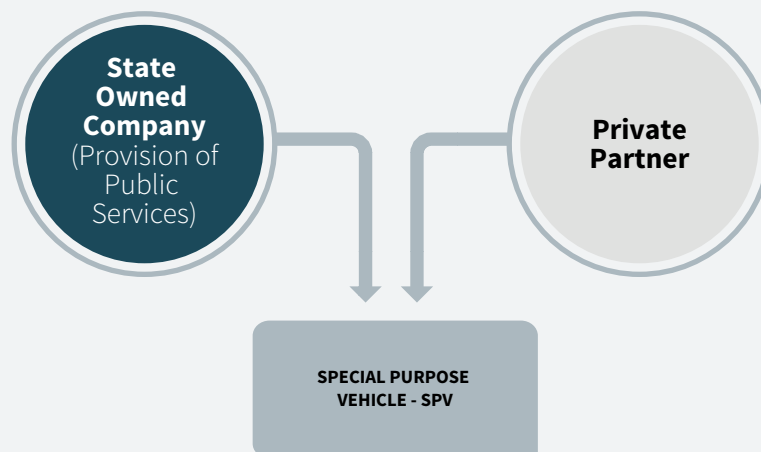 State
Owned
Company
(Provision of
Public
Services)
Private
Partner
SPECIAL PURPOSE
VEHICLE - SPV